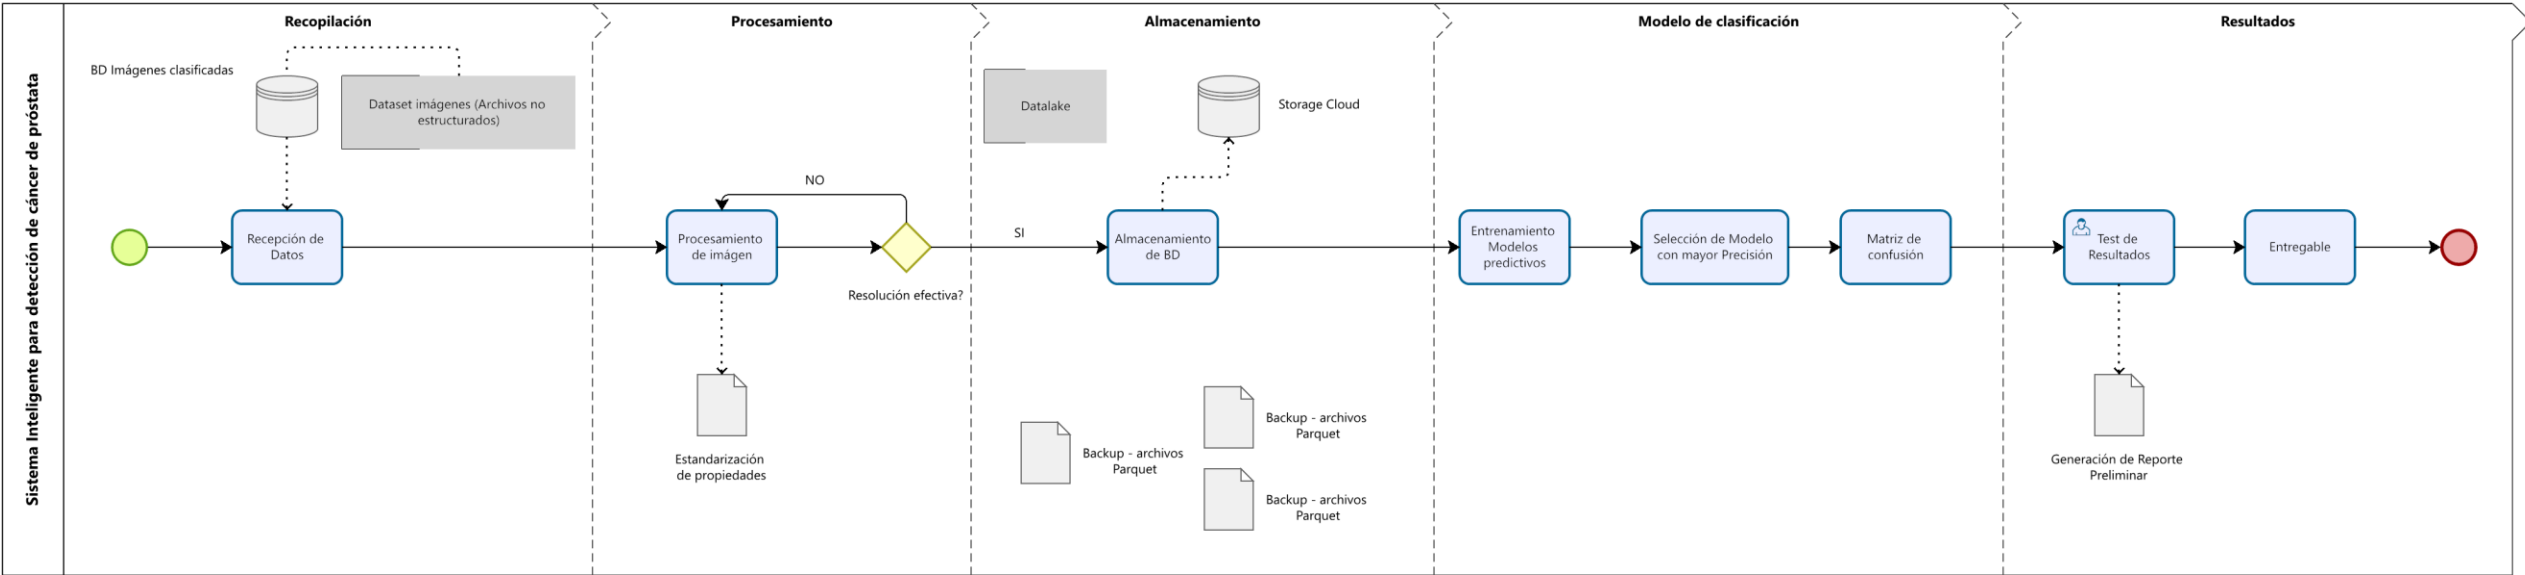 Sistema Inteligente para detección de cáncer de próstata
Recopilación
Procesamiento
Almacenamiento
Modelo de clasificación
Resultados
BD Imágenes clasificadas
Dataset imágenes (Archivos no
estructurados)
Recepción de
Datos
NO
Procesamiento
de imágen
Resolución efectiva?
Estandarización
de propiedades
SI
Datalake
Storage Cloud
Almacenamiento
de BD
Backup - archivos
Parquet
Backup - archivos
Parquet
Backup - archivos
Parquet
Entrenamiento
Modelos
predictivos
Selección de Modelo
con mayor Precisión
Matriz de
confusión
Test de
Resultados
Entregable
Generación de Reporte
Preliminar